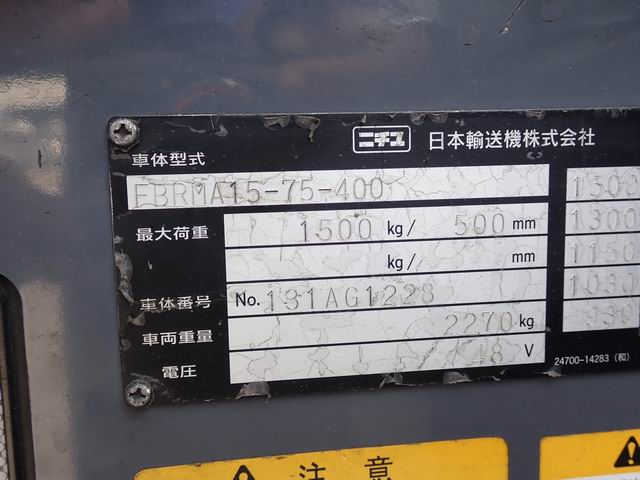 ニチユ 日本輸送機株式会社
車体型式
FBRMA15-75-400
最大荷重 1500 kg/ 500 mm
kg/ mm
車体番号 No. 131AG1228
車両重量 2270 kg
電圧 48 V
1300
1150
1030
930
24700-14283 (和)
注意